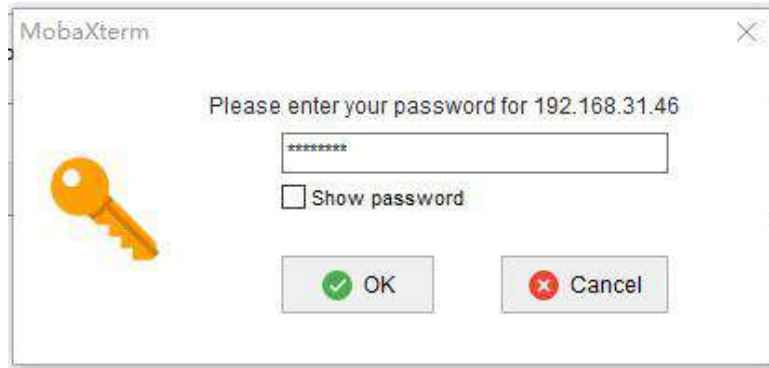 MobaXterm
Please enter your password for 192.168.31.46
********
Show password
OK
Cancel